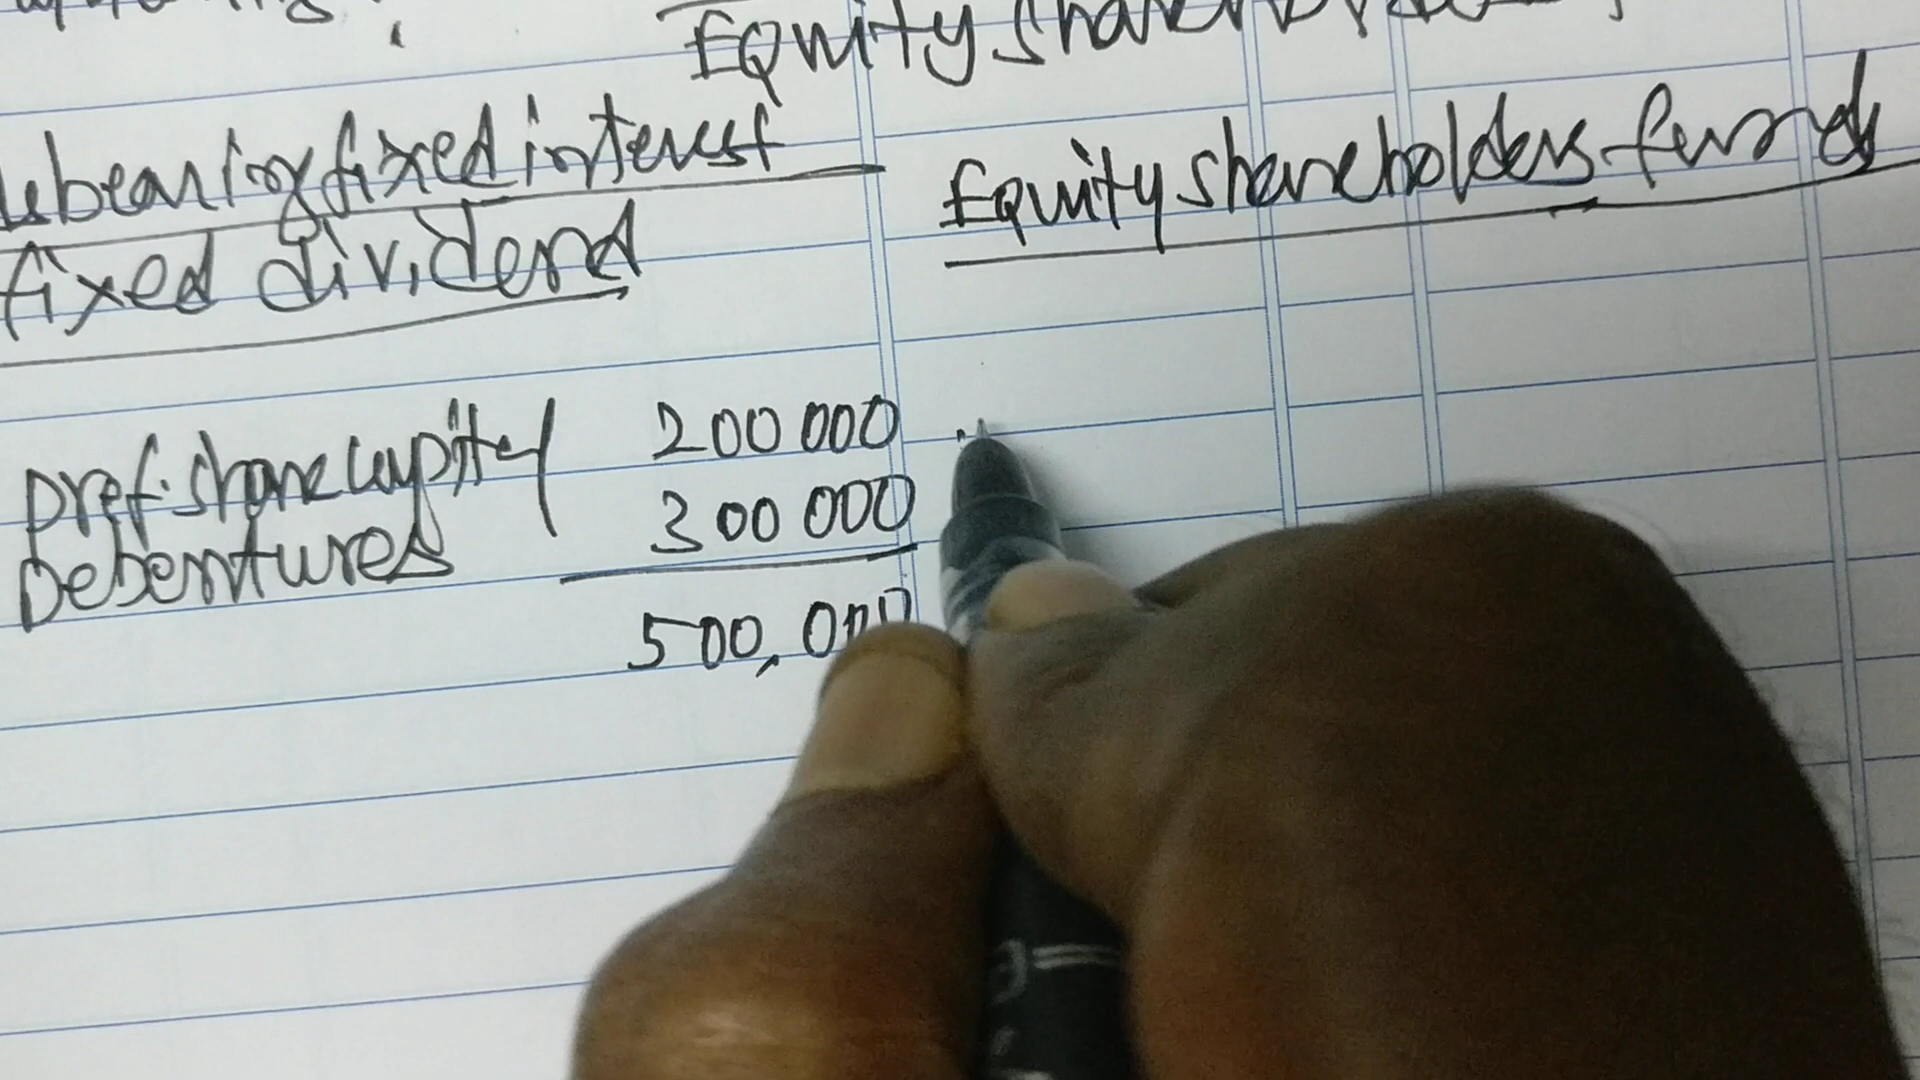 Equity
bearing fixed interest
fixed dividend
Equity shareholders funds
Pref. share capital 200 000
Debentures 300 000
500,000